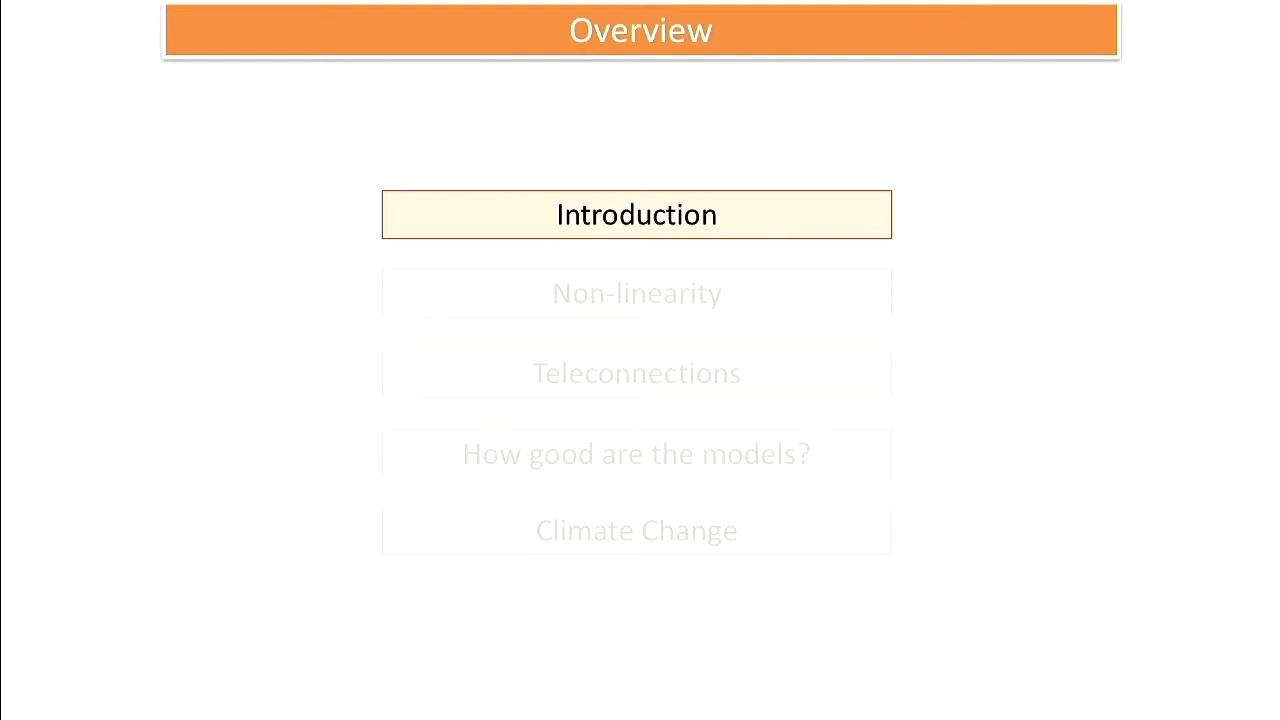 Overview
Introduction
Non-linearity
Teleconnections
How good are the models?
Climate Change